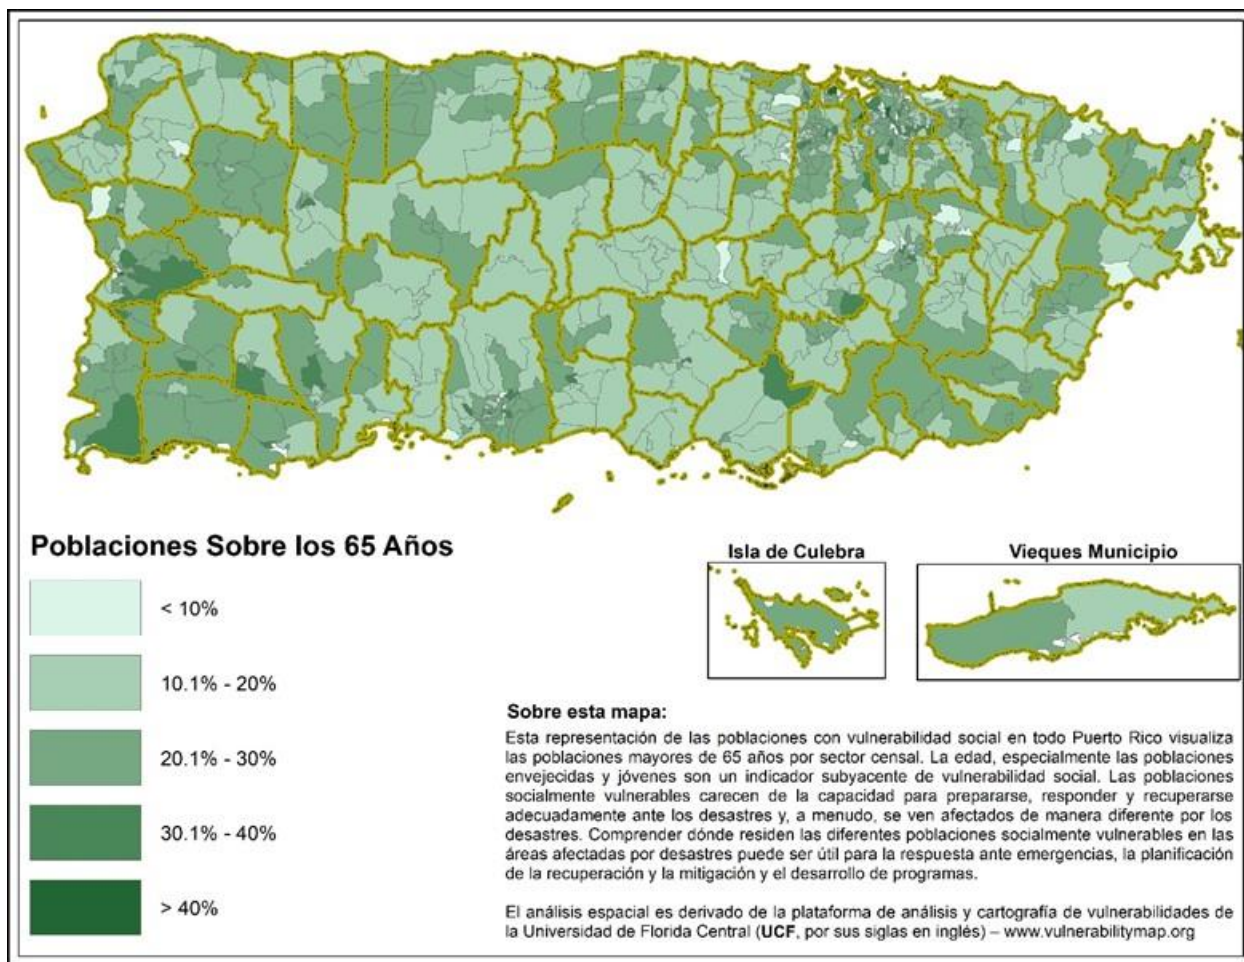 Poblaciones Sobre los 65 Años
< 10%
10.1% - 20%
20.1% - 30%
30.1% - 40%
> 40%
Isla de Culebra
Vieques Municipio
Sobre esta mapa:
Esta representación de las poblaciones con vulnerabilidad social en todo Puerto Rico visualiza
las poblaciones mayores de 65 años por sector censal. La edad, especialmente las poblaciones
envejecidas y jóvenes son un indicador subyacente de vulnerabilidad social. Las poblaciones
socialmente vulnerables carecen de la capacidad para prepararse, responder y recuperarse
adecuadamente ante los desastres y, a menudo, se ven afectados de manera diferente por los
desastres. Comprender dónde residen las diferentes poblaciones socialmente vulnerables en las
áreas afectadas por desastres puede ser útil para la respuesta ante emergencias, la planificación
de la recuperación y la mitigación y el desarrollo de programas.
El análisis espacial es derivado de la plataforma de análisis y cartografía de vulnerabilidades de
la Universidad de Florida Central (UCF, por sus siglas en inglés) – www.vulnerabilitymap.org